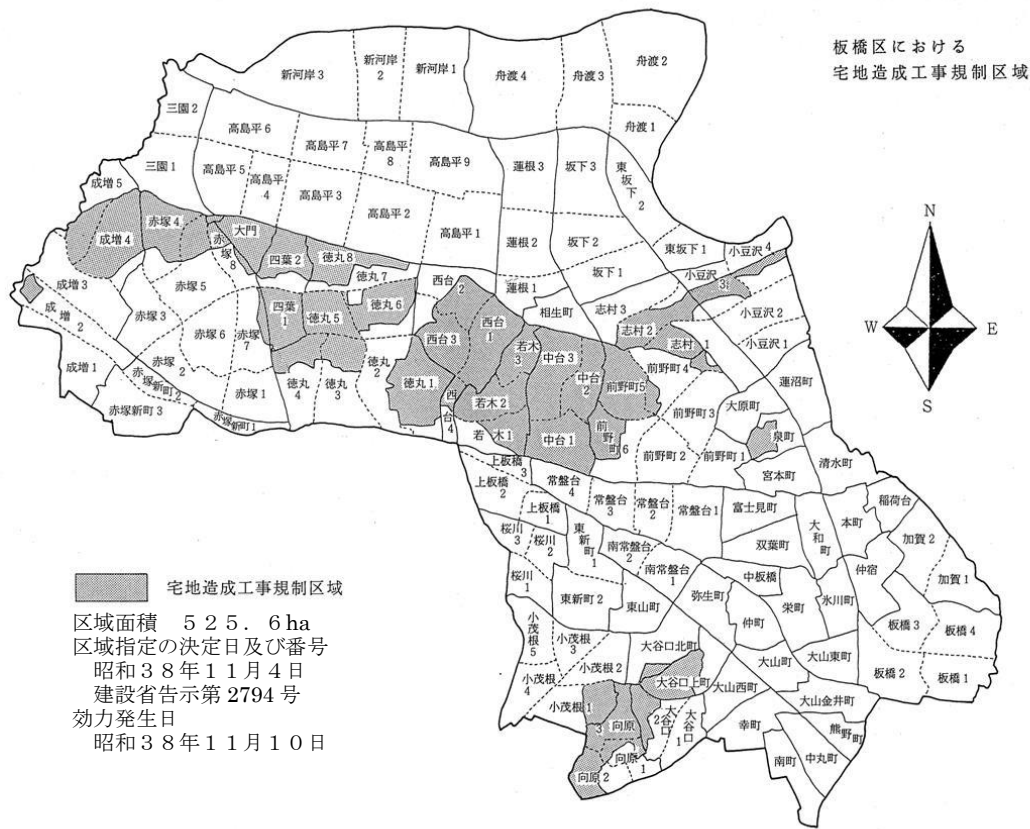 板橋区における
宅地造成工事規制区域
N
W
E
S
新河岸3
新河岸2
新河岸1
舟渡4
舟渡3
舟渡2
舟渡1
三園2
三園1
高島平6
高島平7
高島平8
高島平9
高島平5
高島平4
高島平3
高島平2
高島平1
蓮根3
坂下3
東坂下2
蓮根2
坂下2
東坂下1
蓮根1
坂下1
小豆沢4
小豆沢3
小豆沢2
小豆沢1
成増5
成増4
赤塚4
赤塚8
大門
四葉2
徳丸8
徳丸7
西台2
相生町
志村3
志村2
志村1
成増3
成増2
成増1
赤塚5
赤塚3
赤塚6
赤塚7
赤塚2
赤塚1
赤塚新町3
赤塚新町2
赤塚新町1
四葉1
徳丸5
徳丸6
徳丸4
徳丸3
徳丸2
徳丸1
西台3
西台1
西台4
若木3
若木2
若木1
中台3
中台2
中台1
前野町5
前野町4
前野町6
前野町3
前野町2
前野町1
大原町
蓮沼町
泉町
宮本町
清水町
上板橋3
上板橋2
上板橋1
常盤台4
常盤台3
常盤台2
常盤台1
富士見町
双葉町
大和町
本町
稲荷台
加賀2
加賀1
桜川3
桜川2
桜川1
東新町1
東新町2
南常盤台2
南常盤台1
中板橋
仲宿
氷川町
栄町
弥生町
仲町
東山町
板橋3
板橋4
板橋2
板橋1
小茂根5
小茂根3
小茂根2
小茂根4
小茂根1
大谷口北町
大谷口上町
大谷口2
大谷口1
向原3
向原2
向原1
大山町
大山東町
大山西町
大山金井町
幸町
熊野町
南町
中丸町
宅地造成工事規制区域
区域面積 525.6ha
区域指定の決定日及び番号
昭和38年11月4日
建設省告示第2794号
効力発生日
昭和38年11月10日